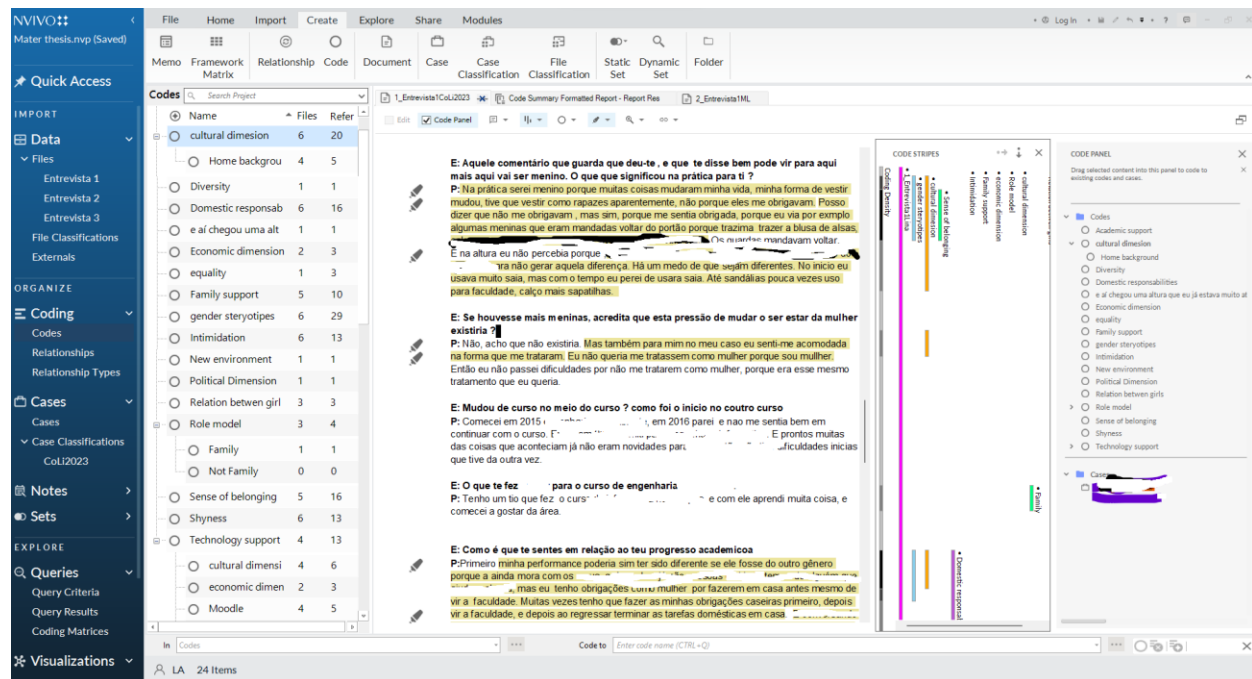 NVIVO
Mater thesis.nvp (Saved)
Quick Access
IMPORT
Data
Files
Entrevista 1
Entrevista 2
Entrevista 3
File Classifications
Externals
ORGANIZE
Coding
Codes
Relationships
Relationship Types
Cases
Cases
Case Classifications
CoLi2023
Notes
Sets
EXPLORE
Queries
Query Criteria
Query Results
Coding Matrices
Visualizations
File Home Import Create Explore Share Modules
Log In
Memo Framework Matrix Relationship Code Document Case Case Classification File Classification Static Set Dynamic Set Folder
Codes Search Project
Name Files Refer
cultural dimesion 6 20
Home backgrou 4 5
Diversity 1 1
Domestic responsab 6 16
e aí chegou uma alt 1 1
Economic dimension 2 3
equality 1 3
Family support 5 10
gender steryotipes 6 29
Intimidation 6 13
New environment 1 1
Political Dimension 1 1
Relation betwen girl 3 3
Role model 3 4
Family 1 1
Not Family 0 0
Sense of belonging 5 16
Shyness 6 13
Technology support 4 13
cultural dimensi 4 6
economic dimen 2 3
Moodle 4 5
1_Entrevista1CoLi2023 Code Summary Formatted Report - Report Res 2_Entrevista1ML
Edit Code Panel
E: Aquele comentário que guarda que deu-te , e que te disse bem pode vir para aqui
mais aqui vai ser menino. O que que significou na prática para ti ?
P: Na prática serei menino porque muitas coisas mudaram minha vida, minha forma de vestir
mudou, tive que vestir como rapazes aparentemente, não porque eles me obrigavam. Posso
dizer que não me obrigavam , mas sim, porque me sentia obrigada, porque eu via por exmplo
algumas meninas que eram mandadas voltar do portão porque trazima trazer a blusa de alsas,
Os guardas mandavam voltar.
E na altura eu não percebia porque
não gerar aquela diferença. Há um medo de que sejam diferentes. No inicio eu
usava muito saia, mas com o tempo eu perei de usara saia. Até sandálias pouca vezes uso
para faculdade, calço mais sapatilhas.
E: Se houvesse mais meninas, acredita que esta pressão de mudar o ser estar da mulher
existiria ?
P: Não, acho que não existiria. Mas também para mim no meu caso eu senti-me acomodada
na forma que me trataram. Eu não queria me tratassem como mulher porque sou mullher.
Então eu não passei dificuldades por não me tratarem como mulher, porque era esse mesmo
tratamento que eu queria.
E: Mudou de curso no meio do curso ? como foi o inicio no coutro curso
P: Comecei em 2015 , em 2016 parei e nao me sentia bem em
continuar com o curso. E prontos muitas
das coisas que aconteciam já não eram novidades para dificuldades inicias
que tive da outra vez.
E: O que te fez para o curso de engenharia
P: Tenho um tio que fez o curs e com ele aprendi muita coisa, e
comecei a gostar da área.
E: Como é que te sentes em relação ao teu progresso academicoa
P:Primeiro minha performance poderia sim ter sido diferente se ele fosse do outro gênero
porque a ainda mora com os
, mas eu tenho obrigações como mulher por fazerem em casa antes mesmo de
vir a faculdade. Muitas vezes tenho que fazer as minhas obrigações caseiras primeiro, depois
vir a faculdade, e depois ao regressar terminar as tarefas domésticas em casa
CODE STRIPES
Coding Density
1_Entrevista1Lina
gender steryotipes
cultural dimesion
Sense of belonging
Intimidation
Family support
economic dimension
Role model
cultural dimension
Family
Domestic responsal
CODE PANEL
Drag selected content into this panel to code to
existing codes and cases.
Codes
Academic support
cultural dimesion
Home background
Diversity
Domestic responsabilities
e aí chegou uma altura que eu já estava muito at
Economic dimension
equality
Family support
gender steryotipes
Intimidation
New environment
Political Dimension
Relation betwen girls
Role model
Sense of belonging
Shyness
Technology support
Cases
In Codes Code to Enter code name (CTRL+Q)
LA 24 Items